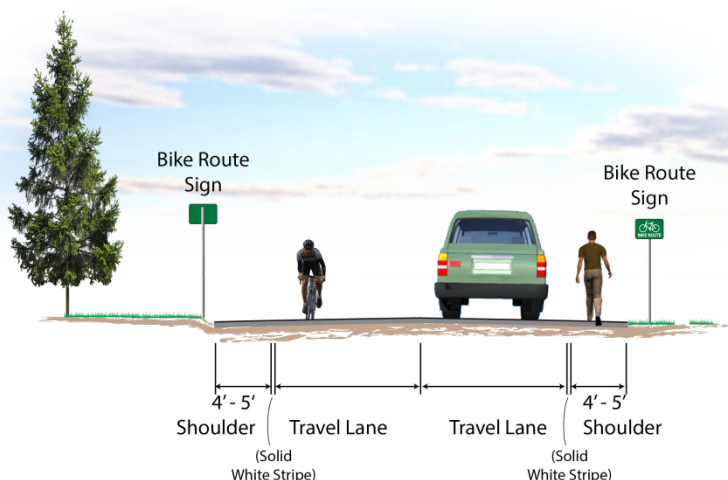 Bike Route
Sign
Bike Route
Sign
BIKE ROUTE
4' - 5'
Shoulder
Travel Lane
Travel Lane
4' - 5'
Shoulder
(Solid
White Stripe)
(Solid
White Stripe)